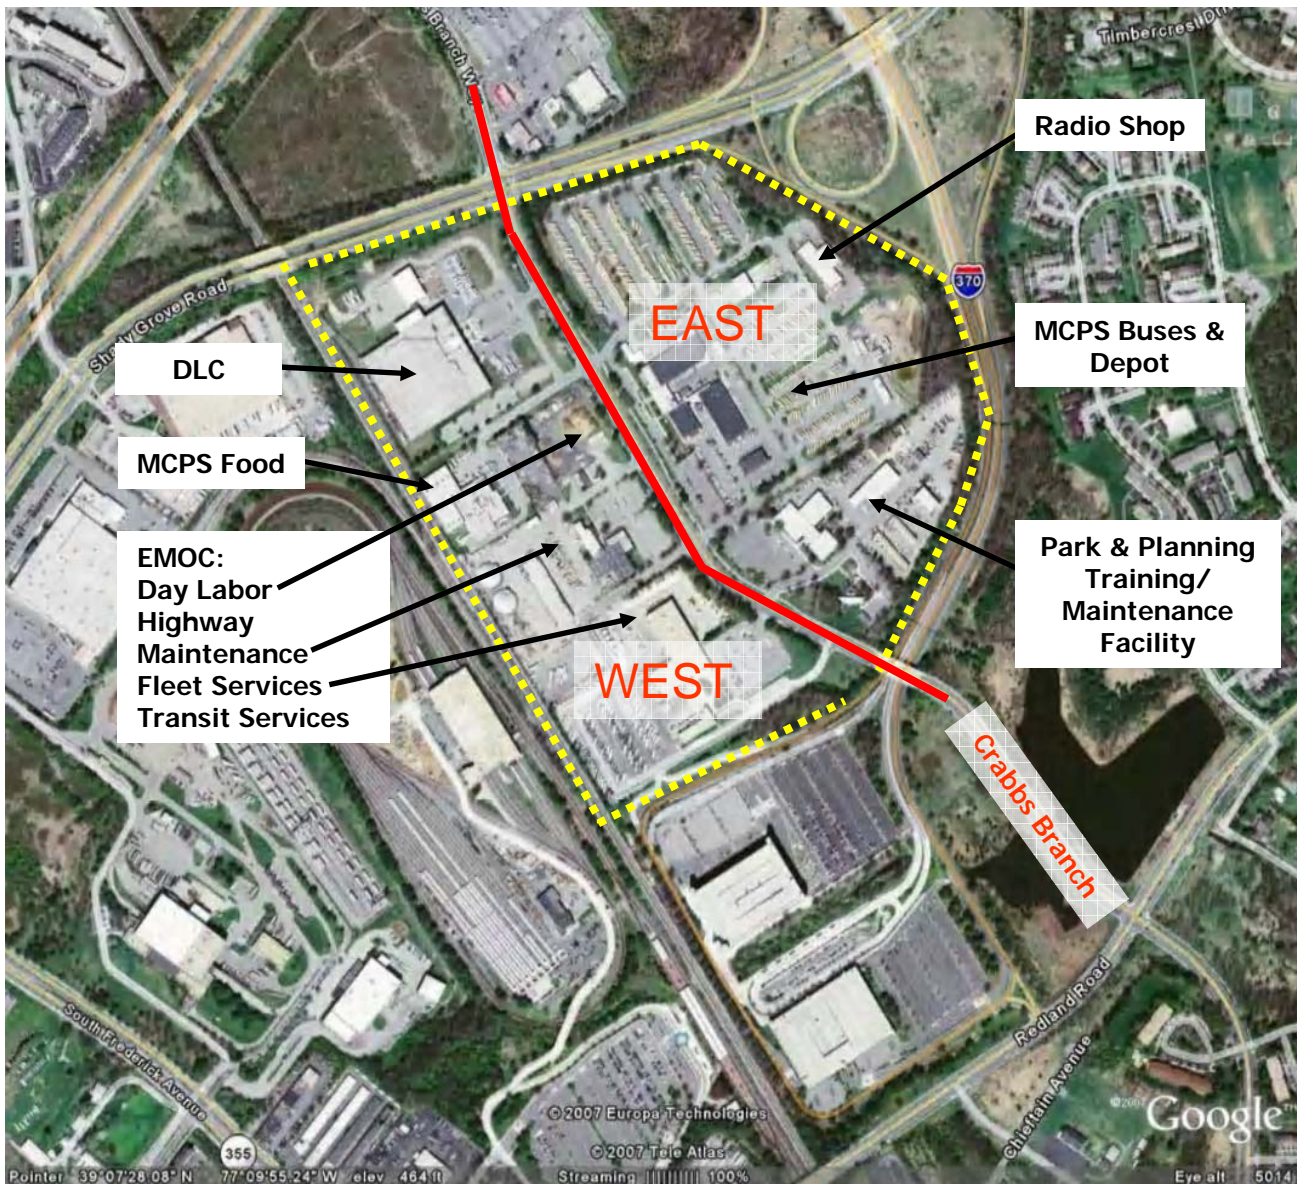 Timbercrest
Radio Shop
370
EAST
MCPS Buses &
Depot
Shady Grove Road
DLC
MCPS Food
EMOC:
Day Labor
Highway
Maintenance
Fleet Services
Transit Services
Park & Planning
Training/
Maintenance
Facility
WEST
Crabbs Branch
Redland Road
Chieftain Avenue
South Frederick Avenue
355
© 2007 Europa Technologies
© 2007 Tele Atlas
©2007 Google™
Pointer 39°07'28.08" N 77°09'55.24" W elev 464 ft Streaming |||||||||| 100% Eye alt 5014